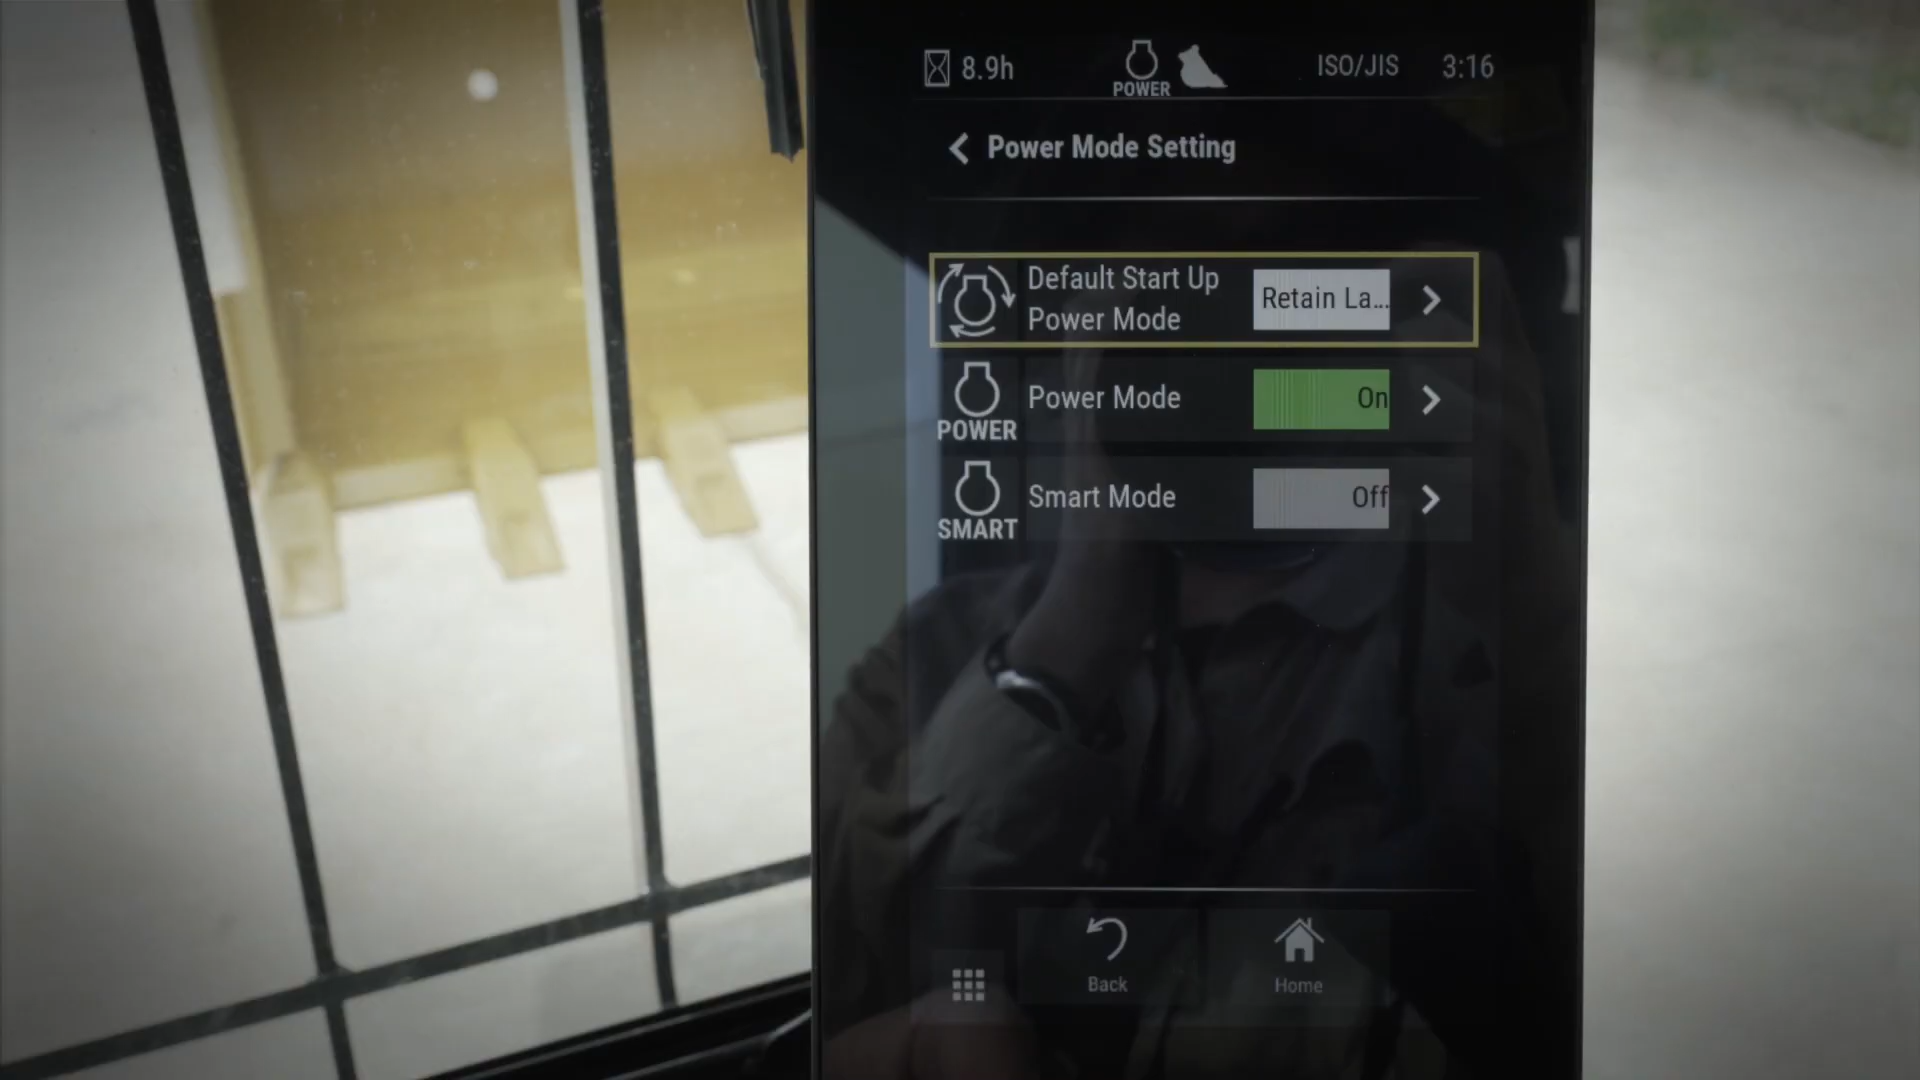 8.9h
POWER
ISO/JIS
3:16
Power Mode Setting
Default Start Up
Power Mode
Retain La...
POWER
Power Mode
On
SMART
Smart Mode
Off
Back
Home